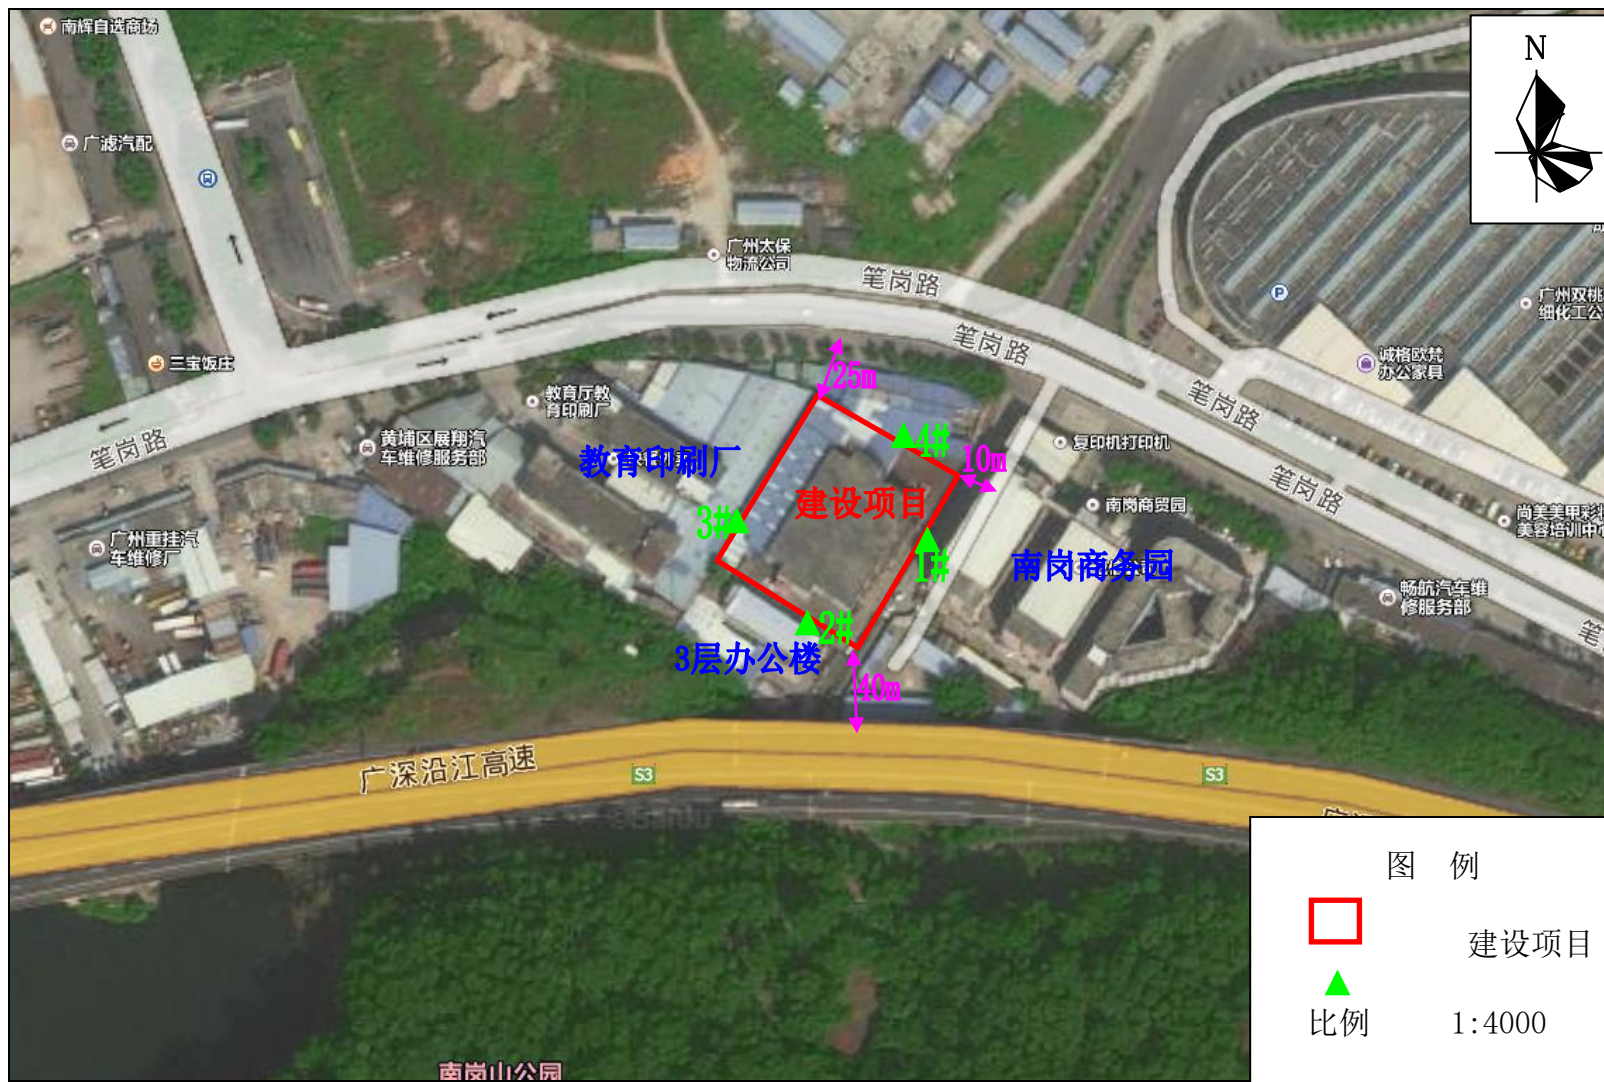 南辉自选商场
N
广滤汽配
广州太保
物流公司
笔岗路
P
广州双桃
细化工公
笔岗路
诚格欧梵
办公家具
三宝饭庄
25m
教育厅教
育印刷厂
笔岗路
笔岗路
黄埔区展翔汽
车维修服务部
教育印刷厂
4#
10m
复印机打印机
笔岗路
建设项目
南岗商贸园
3#
尚美美甲彩妆
美容培训中心
广州重挂汽
车维修厂
1#
南岗商务园
畅航汽车维
修服务部
2#
3层办公楼
40m
广深沿江高速
S3
S3
图 例
建设项目
比例 1:4000
南岗山公园